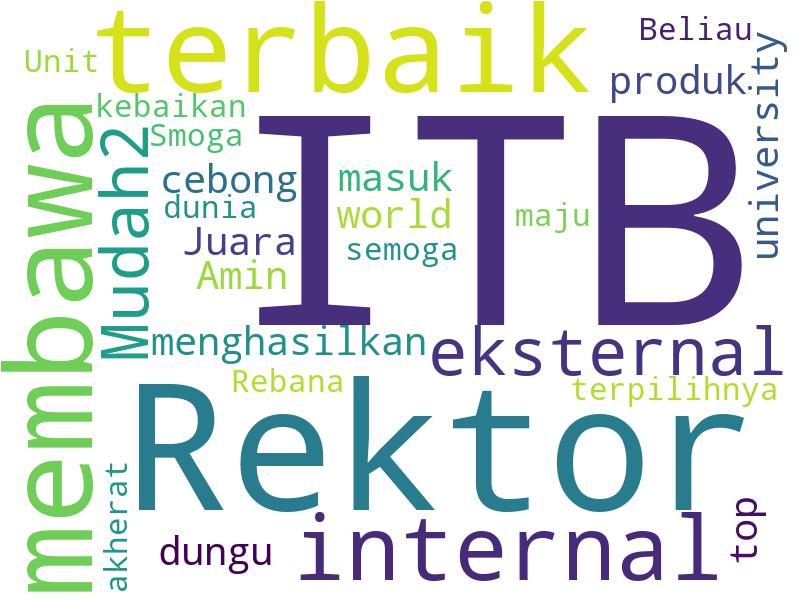 terbaik
Beliau
Unit
produk
university
kebaikan
Smoga
membawa
Mudah2
ITB
cebong
masuk
dunia
world
maju
Juara
semoga
Amin
menghasilkan
eksternal
Rebana
terpilihnya
Rektor
akherat
internal
top
dungu